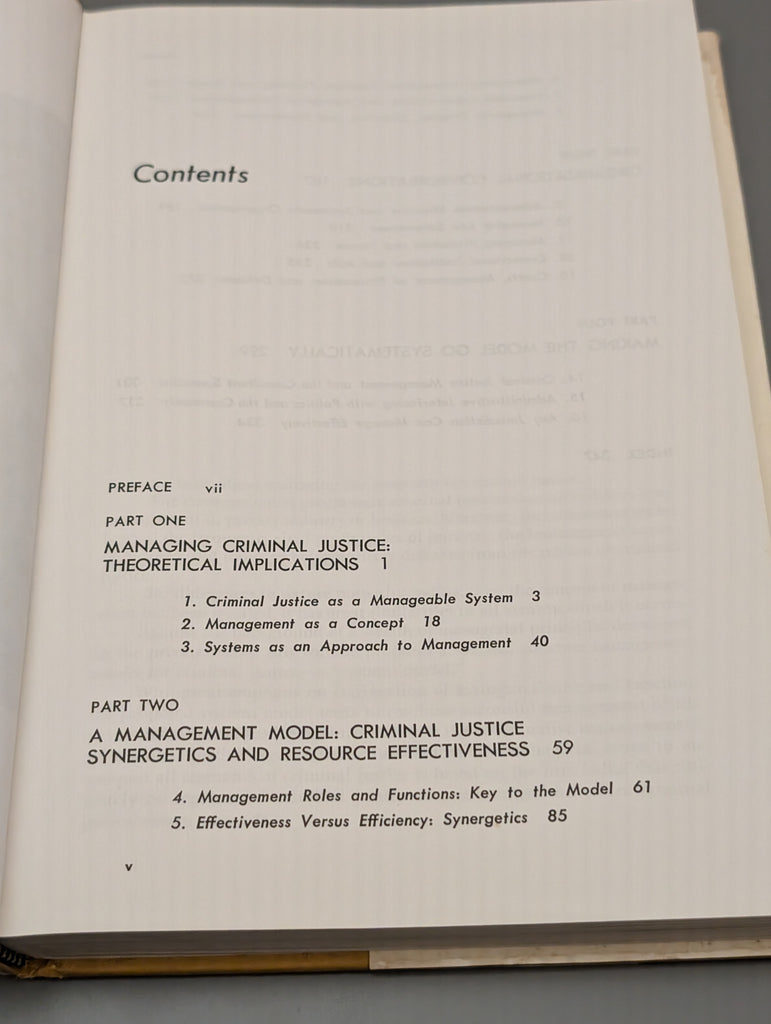 Contents
PREFACE vii
PART ONE
MANAGING CRIMINAL JUSTICE:
THEORETICAL IMPLICATIONS 1
1. Criminal Justice as a Manageable System 3
2. Management as a Concept 18
3. Systems as an Approach to Management 40
PART TWO
A MANAGEMENT MODEL: CRIMINAL JUSTICE
SYNERGETICS AND RESOURCE EFFECTIVENESS 59
4. Management Roles and Functions: Key to the Model 61
5. Effectiveness Versus Efficiency: Synergetics 85
v